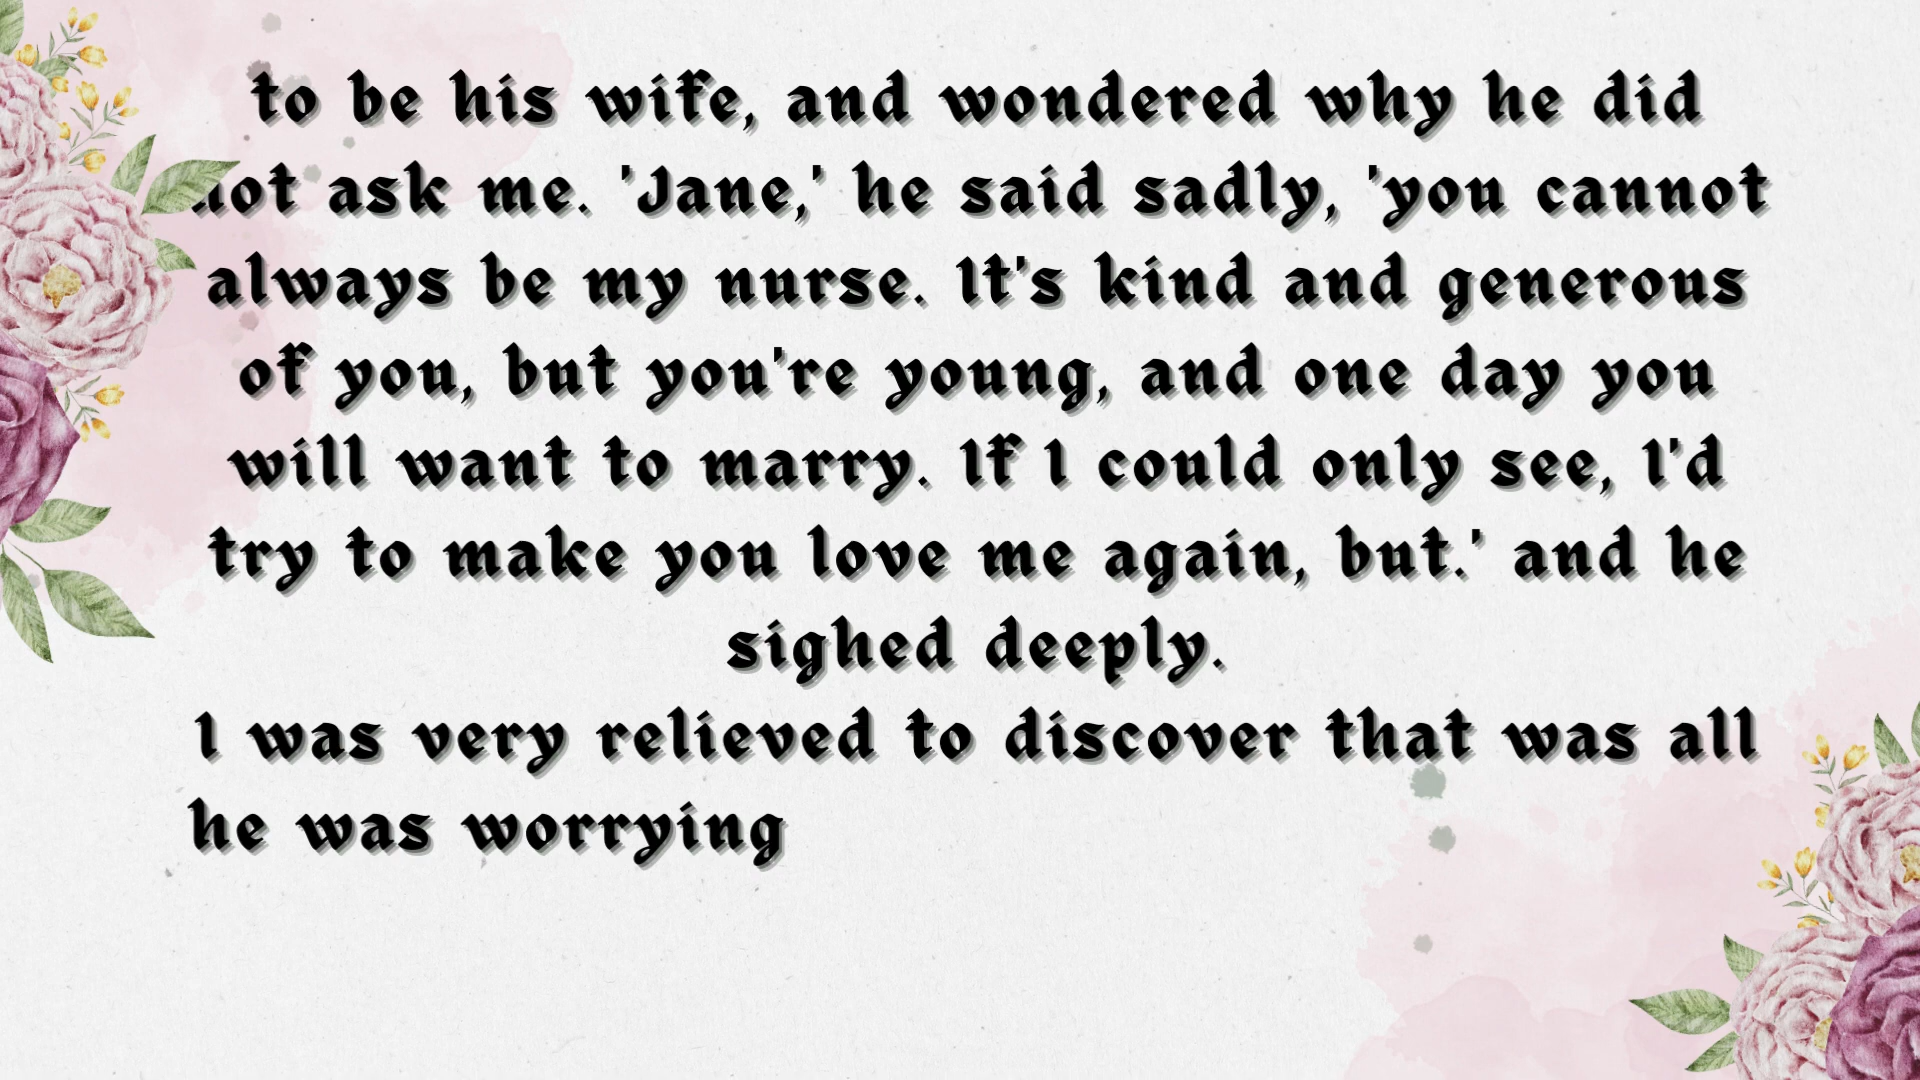 to be his wife, and wondered why he did
not ask me. 'Jane,' he said sadly, 'you cannot
always be my nurse. It's kind and generous
of you, but you're young, and one day you
will want to marry. If I could only see, I'd
try to make you love me again, but.' and he
sighed deeply.
I was very relieved to discover that was all
he was worrying